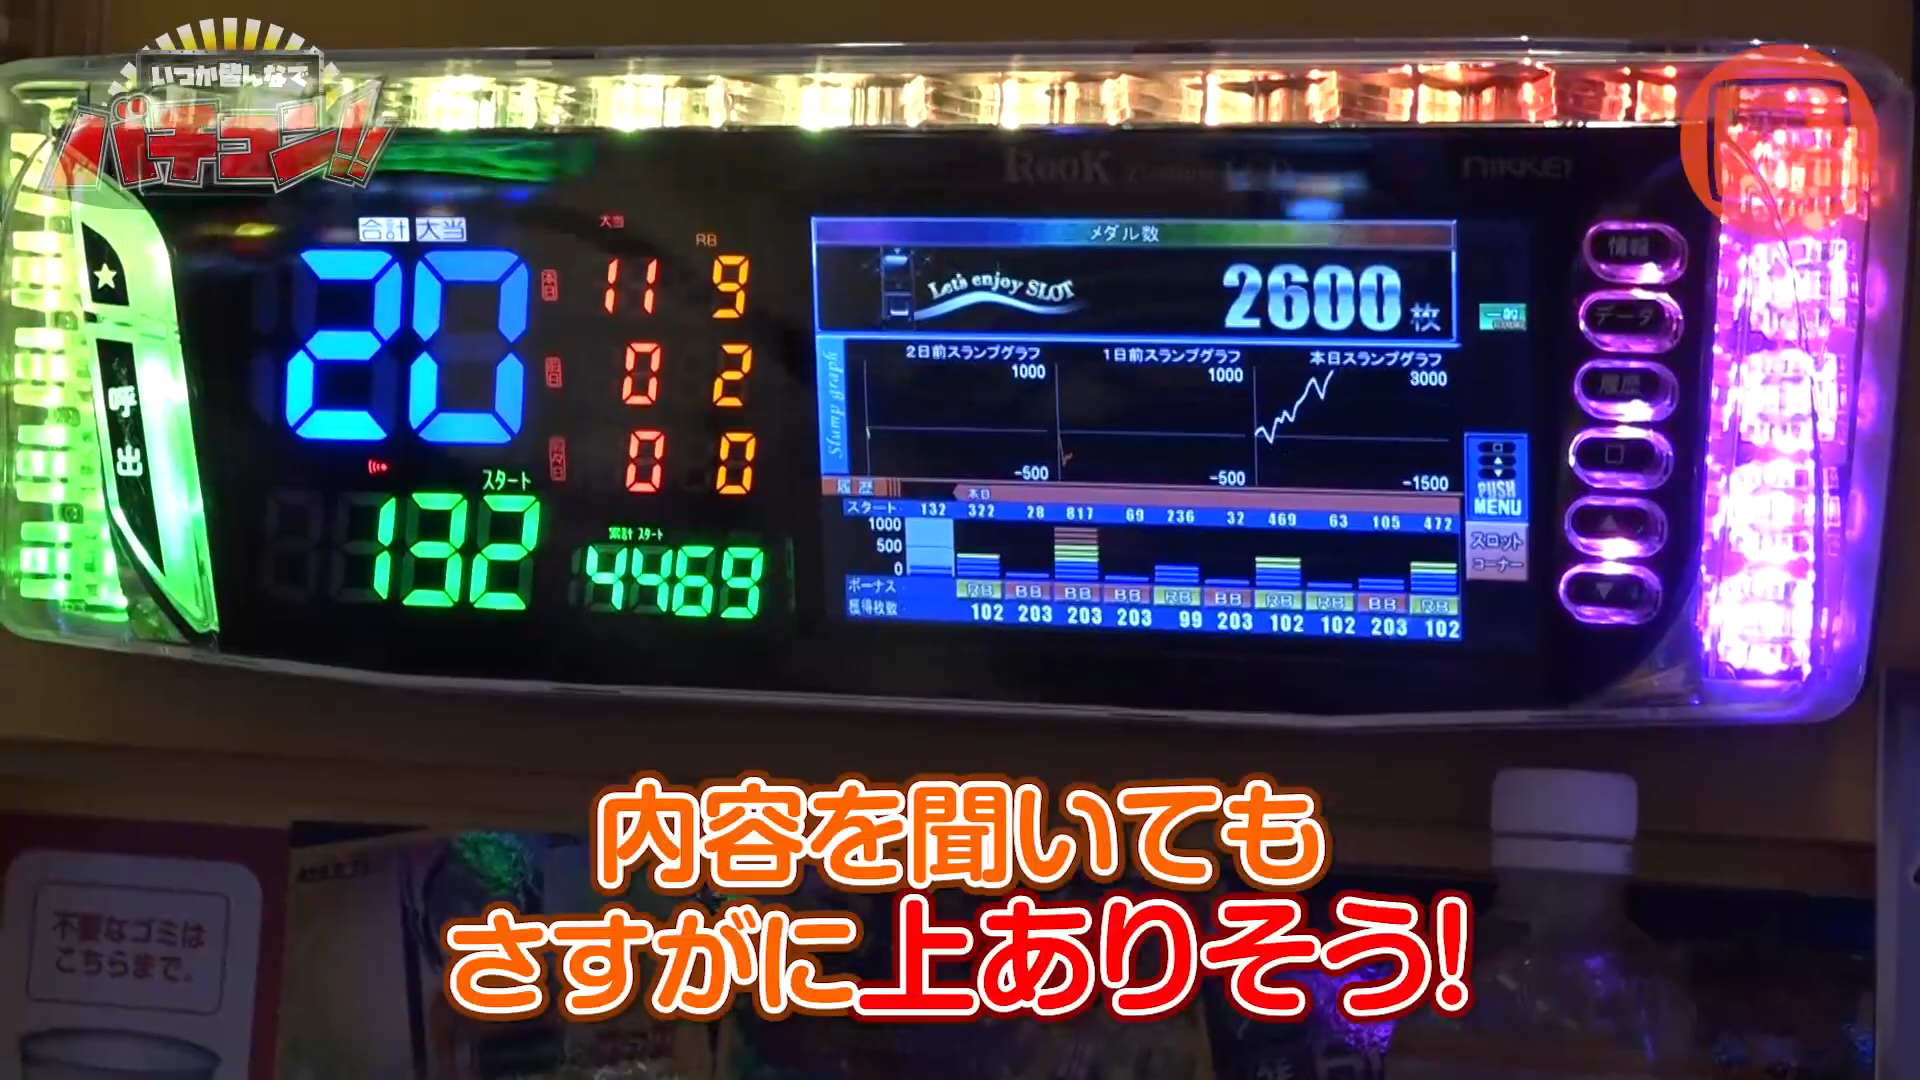 いつか皆んなで
パチュン!!
RooK
NIKKEI
合計 大当
20
大当
RB
本日 11 9
0 2
0 0
スタート
132
累計 スタート
4469
★
呼出
メダル数
Let's enjoy SLOT
2600枚
Slump graph
2日前スランプグラフ
1000
-500
1日前スランプグラフ
1000
-500
本日スランプグラフ
3000
-1500
履歴
本日
スタート 132 322 28 817 69 236 32 469 63 105 472
1000
500
0
ボーナス RB BB BB BB RB BB RB RB BB RB
獲得枚数 102 203 203 203 99 203 102 102 203 102
PUSH
MENU
スロット
コーナー
情報
データ
履歴
不要なゴミは
こちらまで。
内容を聞いても
さすがに上ありそう!